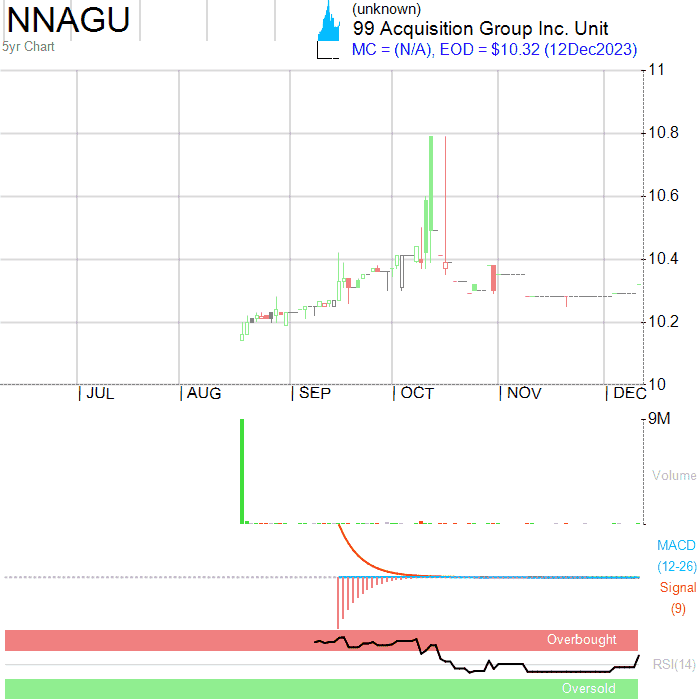 NNAGU
5yr Chart
(unknown)
99 Acquisition Group Inc. Unit
MC = (N/A), EOD = $10.32 (12Dec2023)
11
10.8
10.6
10.4
10.2
10
JUL AUG SEP OCT NOV DEC
9M
Volume
MACD
(12-26)
Signal
(9)
Overbought
RSI(14)
Oversold